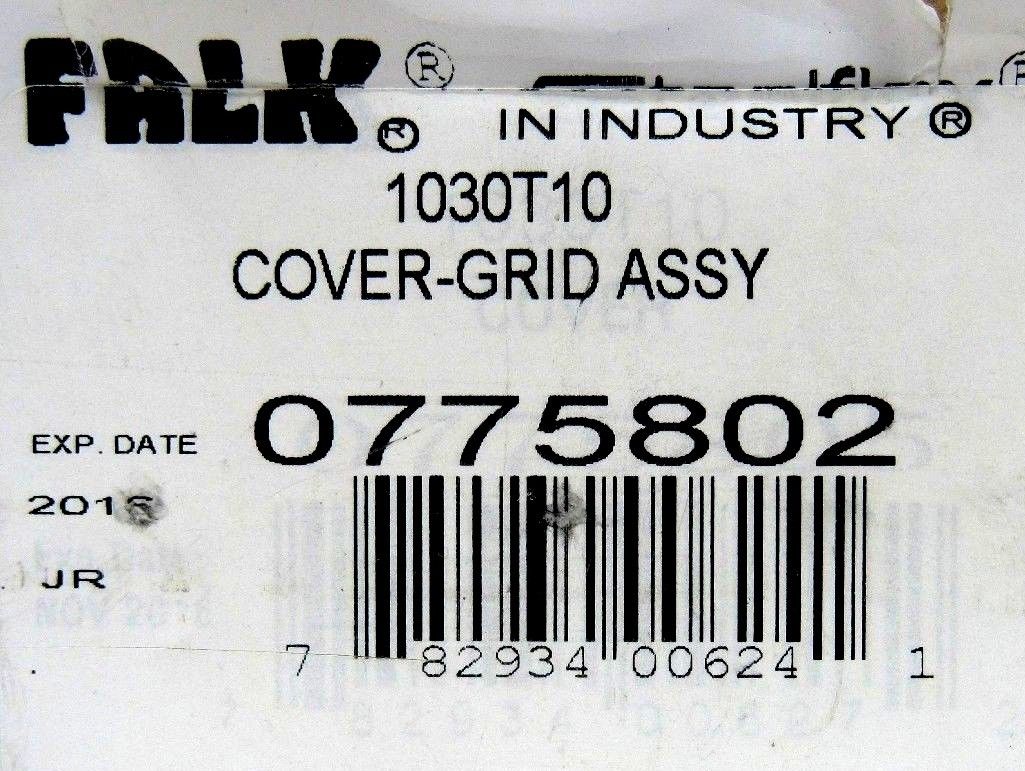 FALK®
® IN INDUSTRY®
1030T10
COVER-GRID ASSY
EXP. DATE 0775802
JR
7 82934 00624 1